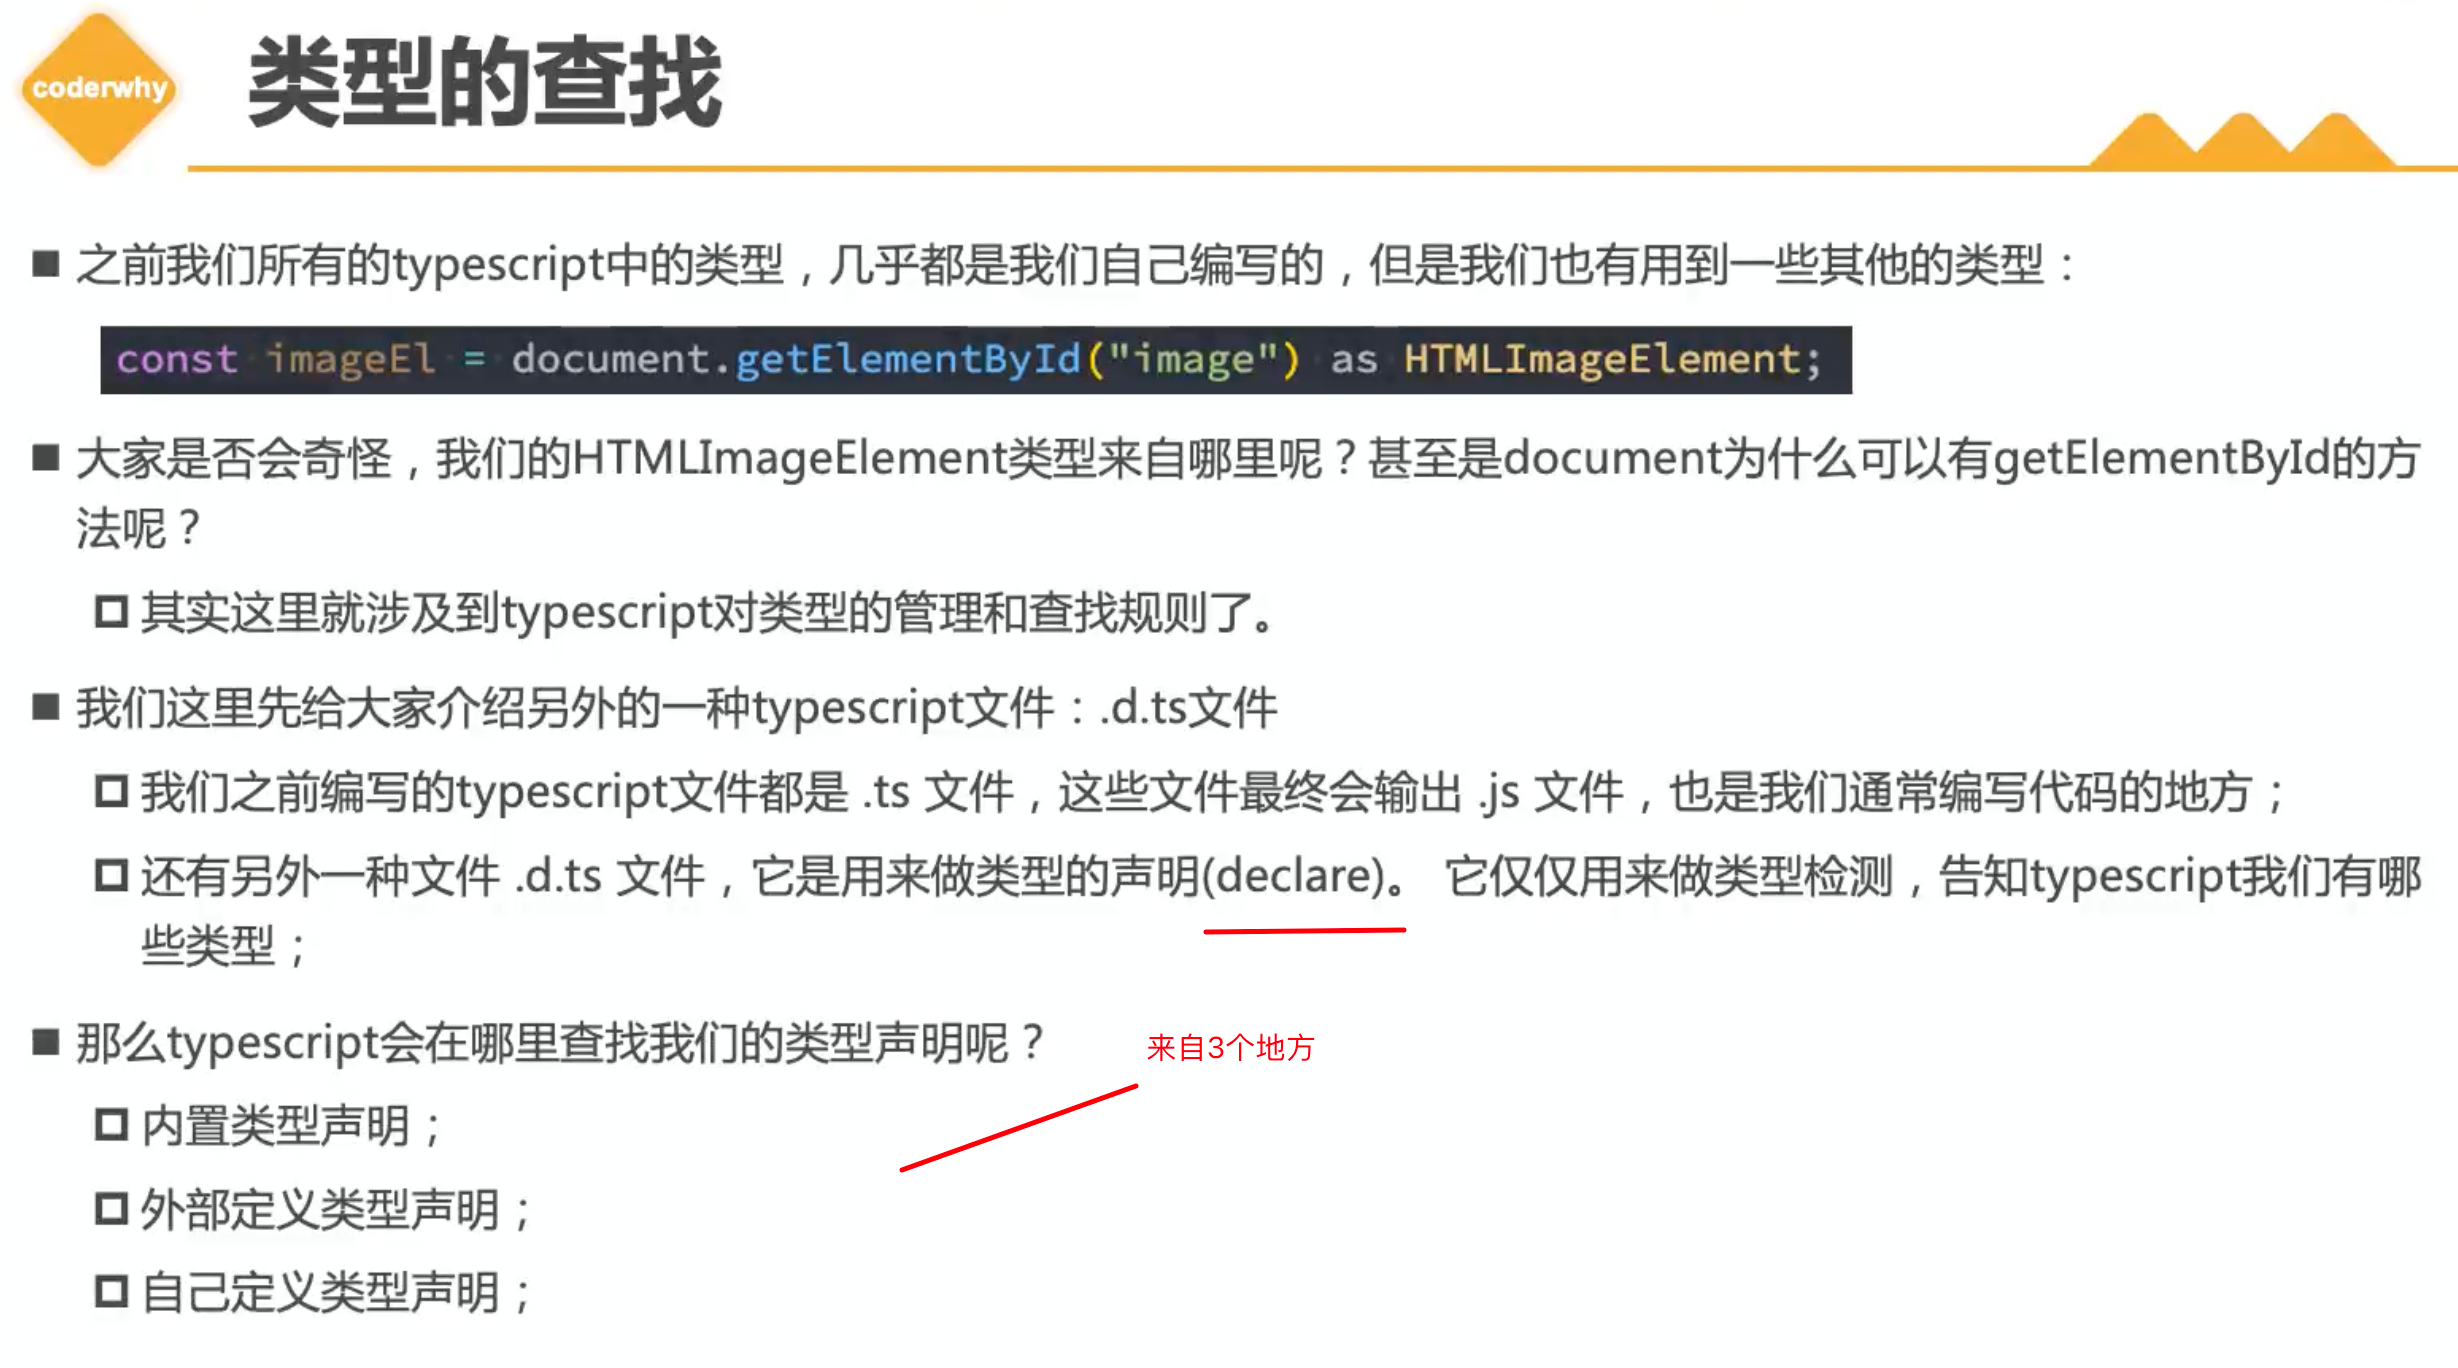 coderwhy
类型的查找
■ 之前我们所有的typescript中的类型，几乎都是我们自己编写的，但是我们也有用到一些其他的类型：
const imageEl = document.getElementById("image") as HTMLImageElement;
■ 大家是否会奇怪，我们的HTMLImageElement类型来自哪里呢？甚至是document为什么可以有getElementById的方
法呢？
其实这里就涉及到typescript对类型的管理和查找规则了。
■ 我们这里先给大家介绍另外的一种typescript文件：.d.ts文件
我们之前编写的typescript文件都是 .ts 文件，这些文件最终会输出 .js 文件，也是我们通常编写代码的地方；
还有另外一种文件 .d.ts 文件，它是用来做类型的声明(declare)。 它仅仅用来做类型检测，告知typescript我们有哪
些类型；
■ 那么typescript会在哪里查找我们的类型声明呢？
来自3个地方
内置类型声明；
外部定义类型声明；
自己定义类型声明；